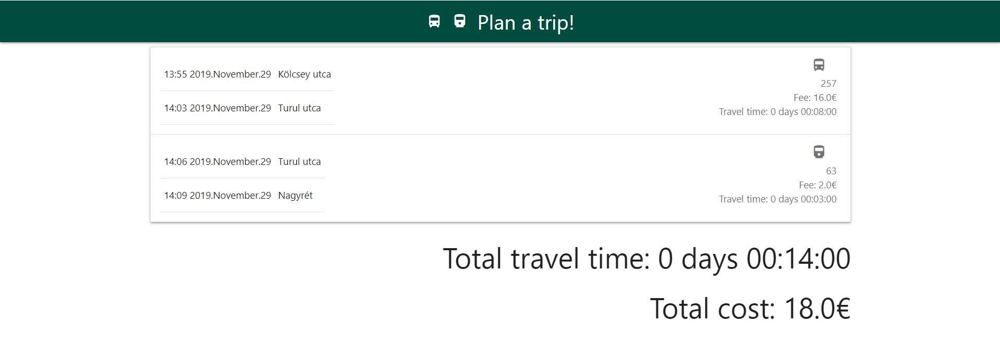 Plan a trip!
13:55 2019.November.29 Kölcsey utca
14:03 2019.November.29 Turul utca
257
Fee: 16.0€
Travel time: 0 days 00:08:00
14:06 2019.November.29 Turul utca
14:09 2019.November.29 Nagyrét
63
Fee: 2.0€
Travel time: 0 days 00:03:00
Total travel time: 0 days 00:14:00
Total cost: 18.0€